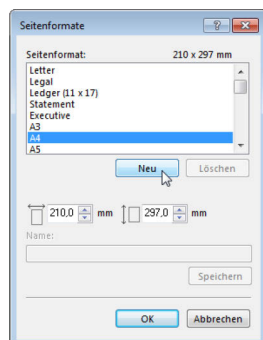 Seitenformate
Seitenformat: 210 x 297 mm
Letter
Legal
Ledger (11 x 17)
Statement
Executive
A3
A4
A5
Neu Löschen
210,0 mm 297,0 mm
Name:
Speichern
OK Abbrechen